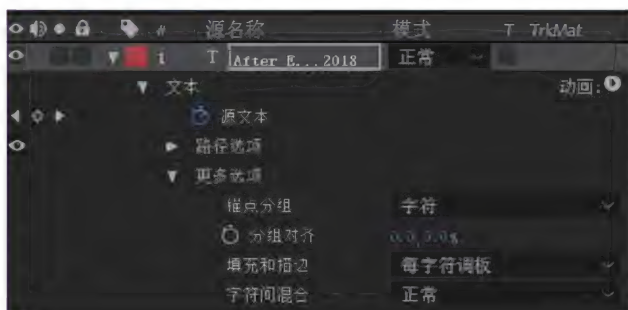 # 源名称 模式 T TrkMat
1 T After E...2018 正常
文本 动画:
源文本
路径选项
更多选项
锚点分组 字符
分组对齐 0.0,0.0%
填充和描边 每字符调板
字符间混合 正常